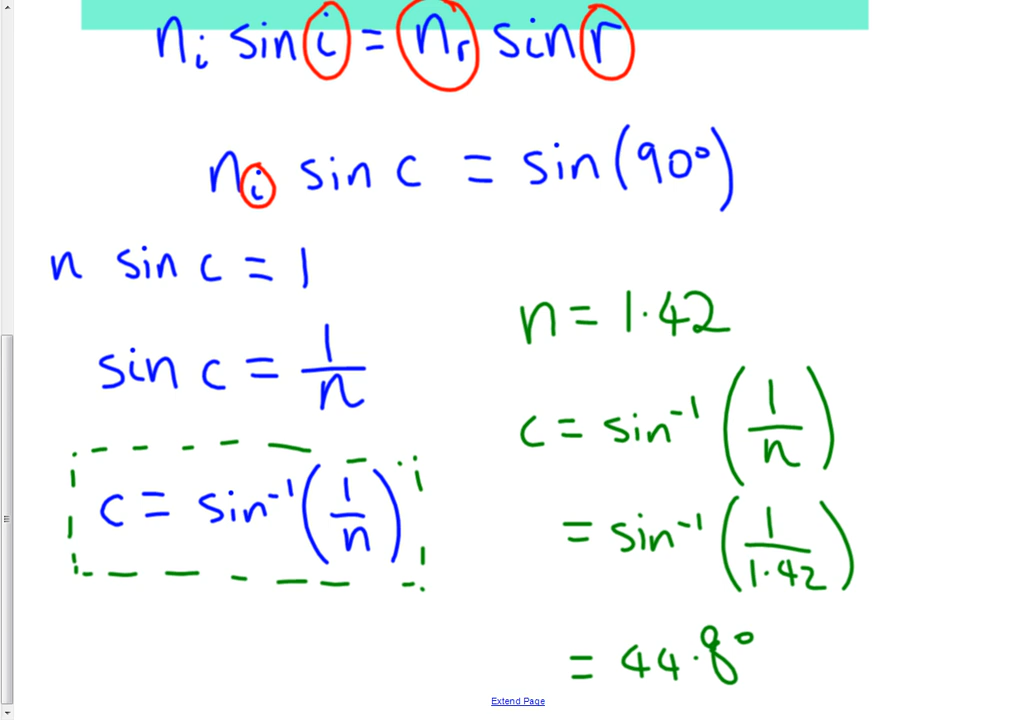 nᵢ sin i = nᵣ sin r
nᵢ sin c = sin(90°)
n sin c = 1
sin c = 1/n
c = sin⁻¹(1/n)
n = 1.42
c = sin⁻¹(1/n)
= sin⁻¹(1/1.42)
= 44.8°
Extend Page